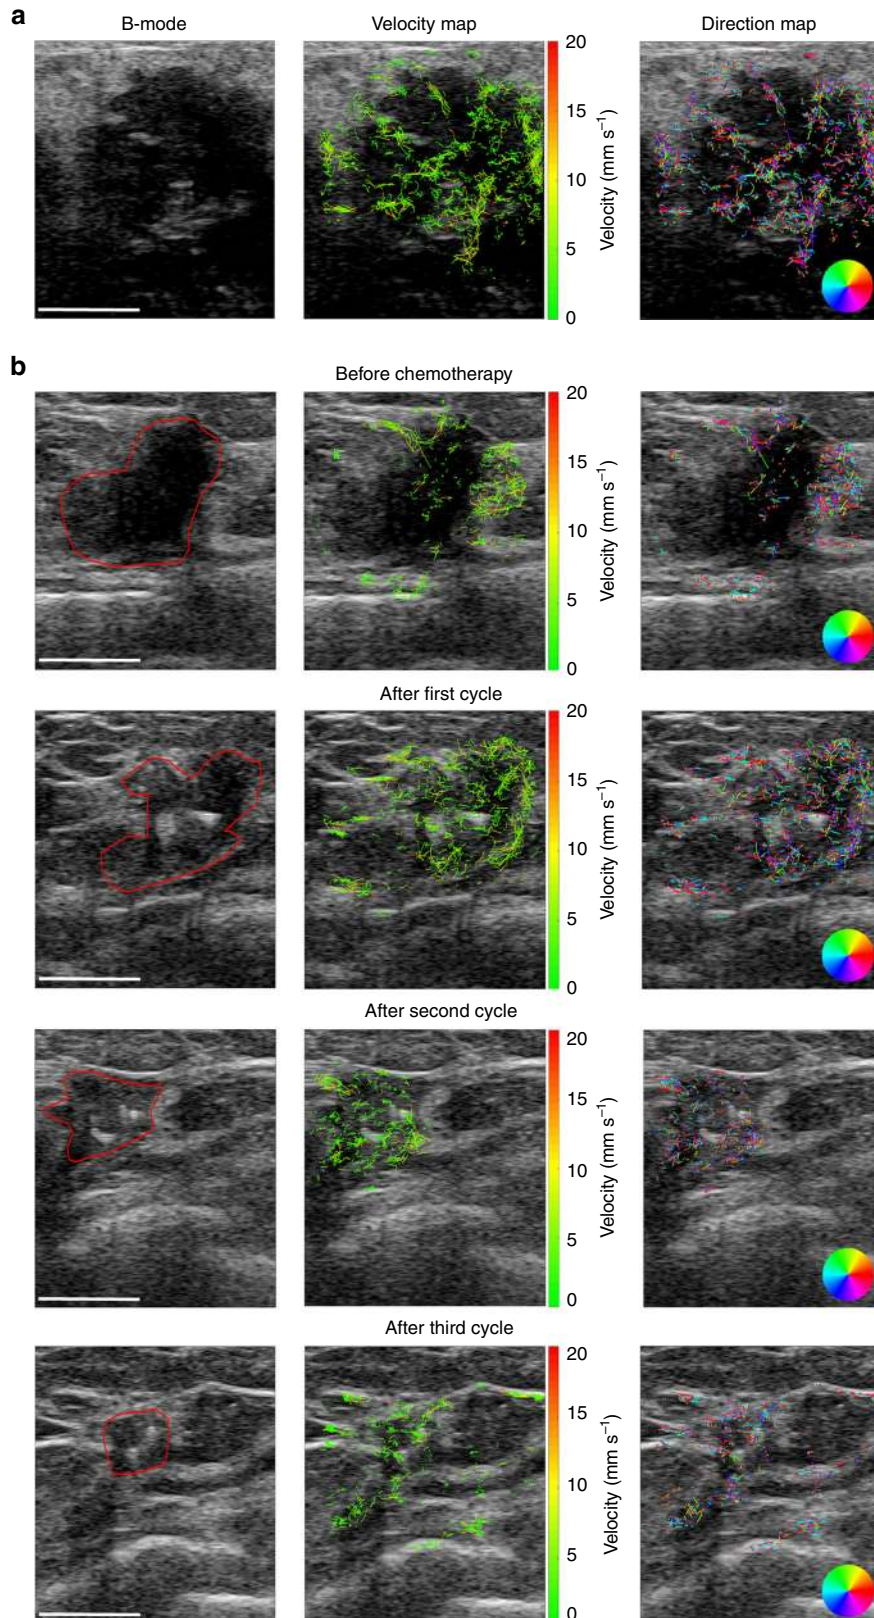 a
B-mode
Velocity map
Direction map
20
15
10
5
0
Velocity (mm s⁻¹)
b
Before chemotherapy
20
15
10
5
0
Velocity (mm s⁻¹)
After first cycle
20
15
10
5
0
Velocity (mm s⁻¹)
After second cycle
20
15
10
5
0
Velocity (mm s⁻¹)
After third cycle
20
15
10
5
0
Velocity (mm s⁻¹)